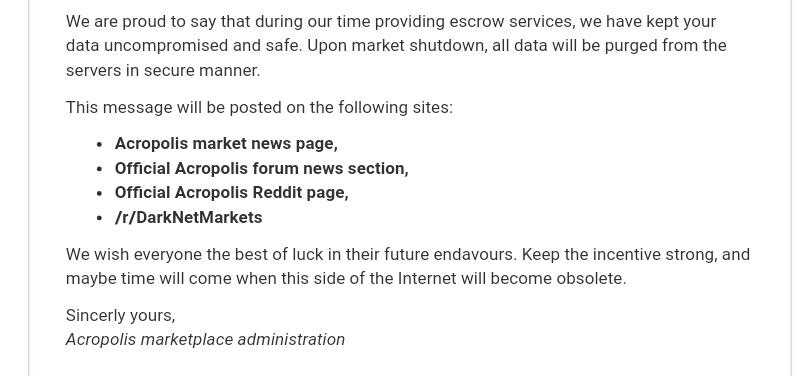 We are proud to say that during our time providing escrow services, we have kept your
data uncompromised and safe. Upon market shutdown, all data will be purged from the
servers in secure manner.
This message will be posted on the following sites:
• Acropolis market news page,
• Official Acropolis forum news section,
• Official Acropolis Reddit page,
• /r/DarkNetMarkets
We wish everyone the best of luck in their future endavours. Keep the incentive strong, and
maybe time will come when this side of the Internet will become obsolete.
Sincerly yours,
Acropolis marketplace administration